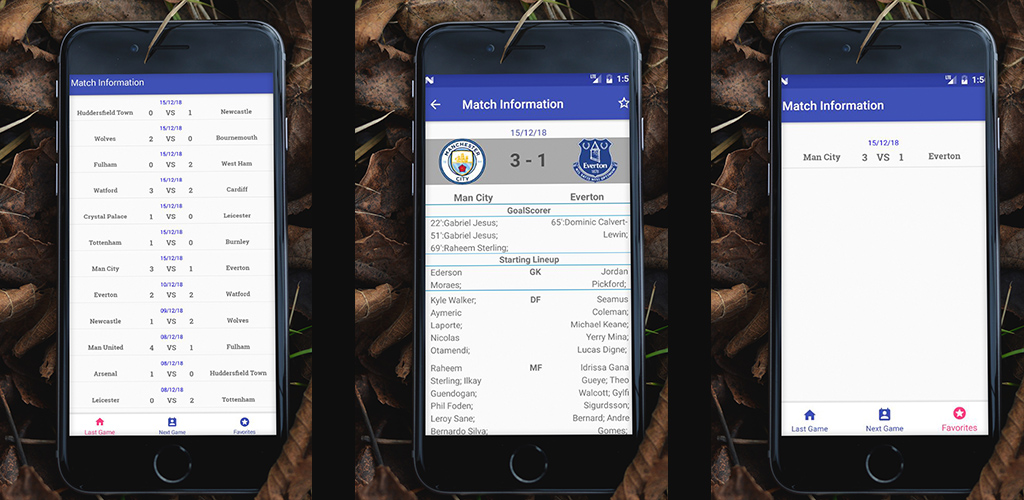 Match Information
15/12/18
Huddersfield Town 0 VS 1 Newcastle
15/12/18
Wolves 2 VS 0 Bournemouth
15/12/18
Fulham 0 VS 2 West Ham
15/12/18
Watford 3 VS 2 Cardiff
15/12/18
Crystal Palace 1 VS 0 Leicester
15/12/18
Tottenham 1 VS 0 Burnley
15/12/18
Man City 3 VS 1 Everton
10/12/18
Everton 2 VS 2 Watford
09/12/18
Newcastle 1 VS 2 Wolves
08/12/18
Man United 4 VS 1 Fulham
08/12/18
Arsenal 1 VS 0 Huddersfield Town
08/12/18
Leicester 0 VS 2 Tottenham
Last Game Next Game Favorites
LTE 1:5
Match Information
15/12/18
MANCHESTER CITY 3 - 1 Everton
1878
Man City Everton
GoalScorer
22':Gabriel Jesus; 65':Dominic Calvert-
51':Gabriel Jesus; Lewin;
69':Raheem Sterling;
Starting Lineup
Ederson GK Jordan
Moraes; Pickford;
Kyle Walker; DF Seamus
Aymeric Coleman;
Laporte; Michael Keane;
Nicolas Yerry Mina;
Otamendi; Lucas Digne;
Raheem MF Idrissa Gana
Sterling; Ilkay Gueye; Theo
Guendogan; Walcott; Gylfi
Phil Foden; Sigurdsson;
Leroy Sane; Bernard; Andre
Bernardo Silva; Gomes;
LTE 1:5
Match Information
15/12/18
Man City 3 VS 1 Everton
Last Game Next Game Favorites